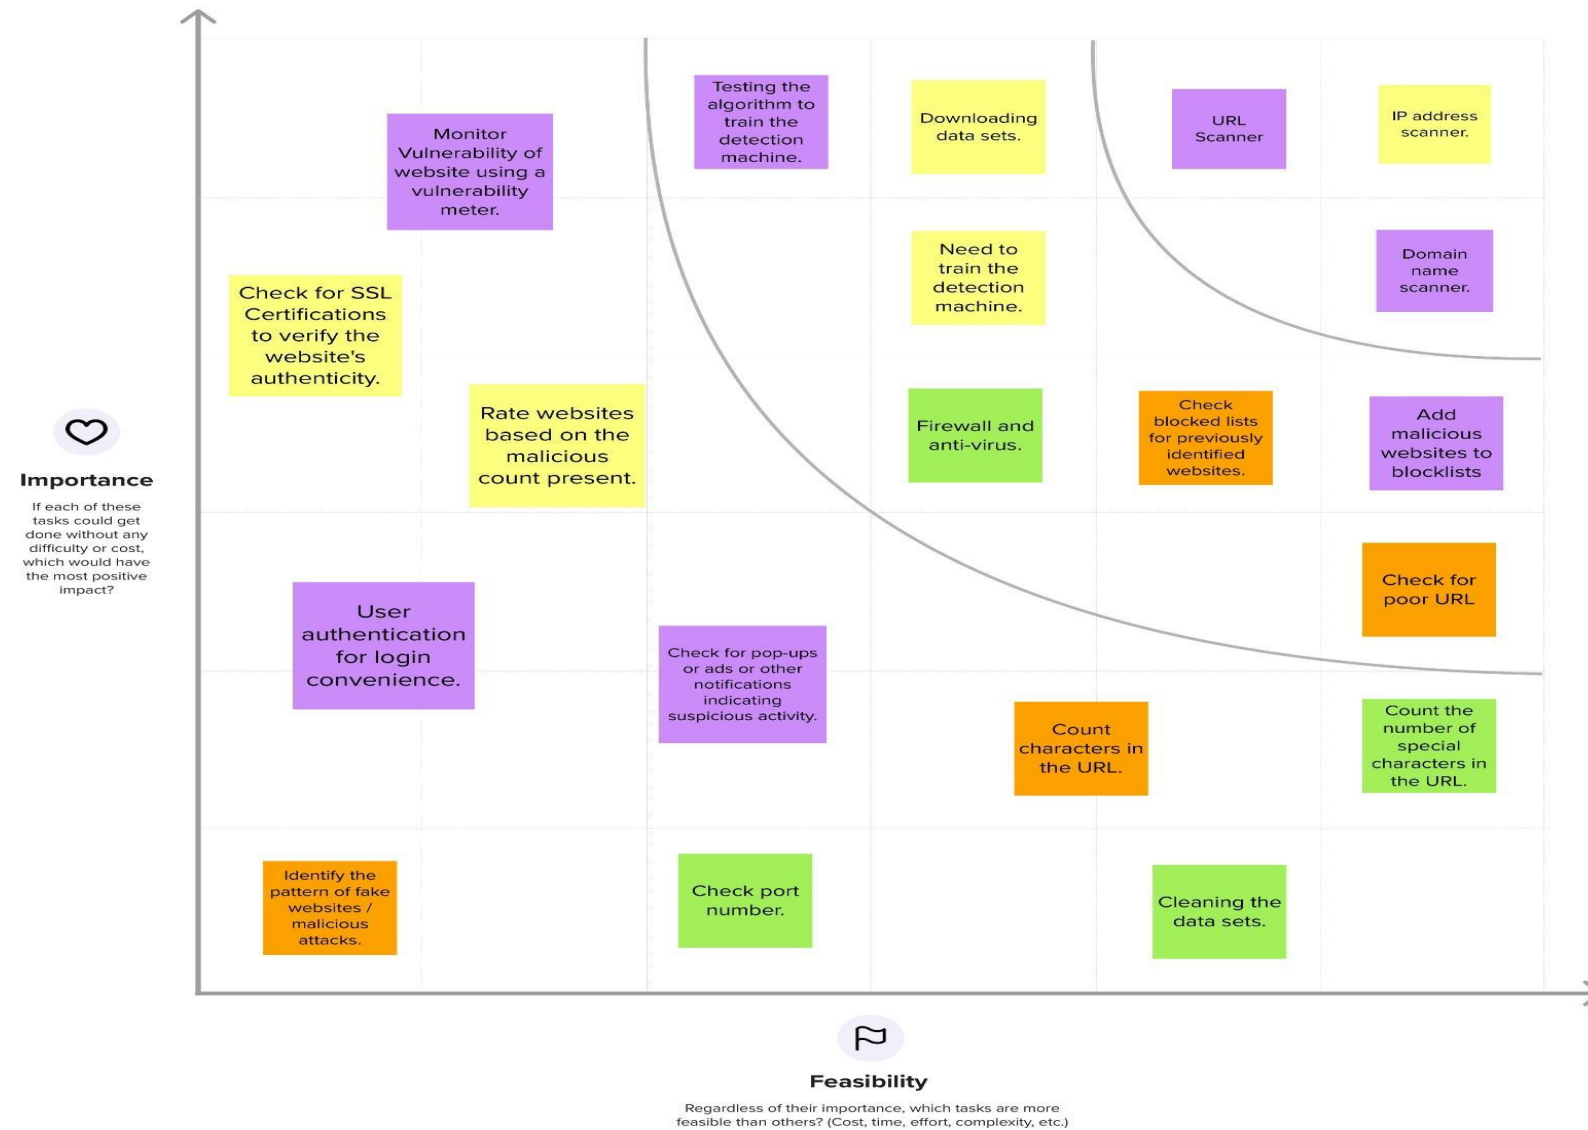 Testing the
algorithm to
train the
detection
machine.
Downloading
data sets.
URL
Scanner
IP address
scanner.
Monitor
Vulnerability of
website using a
vulnerability
meter.
Need to
train the
detection
machine.
Domain
name
scanner.
Check for SSL
Certifications
to verify the
website's
authenticity.
Rate websites
based on the
malicious
count present.
Firewall and
anti-virus.
Check
blocked lists
for previously
identified
websites.
Add
malicious
websites to
blocklists
Importance
If each of these
tasks could get
done without any
difficulty or cost,
which would have
the most positive
impact?
User
authentication
for login
convenience.
Check for pop-ups
or ads or other
notifications
indicating
suspicious activity.
Check for
poor URL
Count
characters in
the URL.
Count the
number of
special
characters in
the URL.
Identify the
pattern of fake
websites /
malicious
attacks.
Check port
number.
Cleaning the
data sets.
Feasibility
Regardless of their importance, which tasks are more
feasible than others? (Cost, time, effort, complexity, etc.)